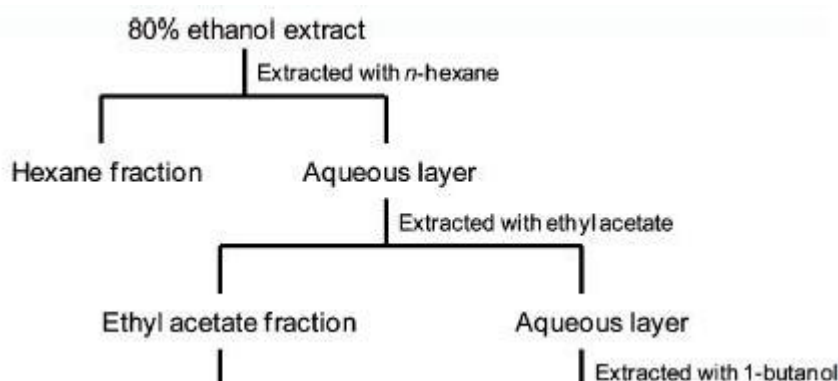 80% ethanol extract
Extracted with n-hexane
Hexane fraction
Aqueous layer
Extracted with ethyl acetate
Ethyl acetate fraction
Aqueous layer
Extracted with 1-butanol